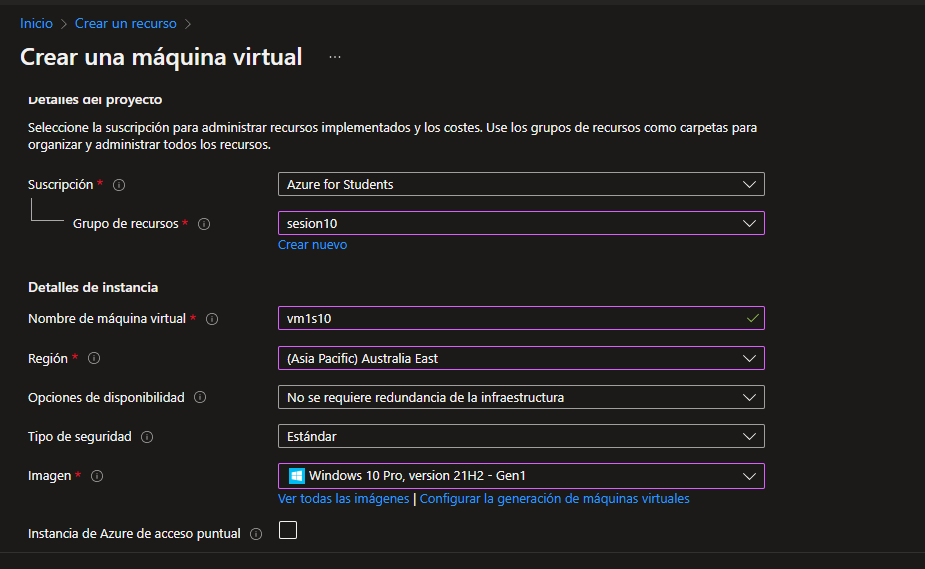 Inicio > Crear un recurso >
Crear una máquina virtual ...
Detalles del proyecto
Seleccione la suscripción para administrar recursos implementados y los costes. Use los grupos de recursos como carpetas para
organizar y administrar todos los recursos.
Suscripción * Azure for Students
Grupo de recursos * sesion10
Crear nuevo
Detalles de instancia
Nombre de máquina virtual * vm1s10
Región * (Asia Pacific) Australia East
Opciones de disponibilidad No se requiere redundancia de la infraestructura
Tipo de seguridad Estándar
Imagen * Windows 10 Pro, version 21H2 - Gen1
Ver todas las imágenes | Configurar la generación de máquinas virtuales
Instancia de Azure de acceso puntual